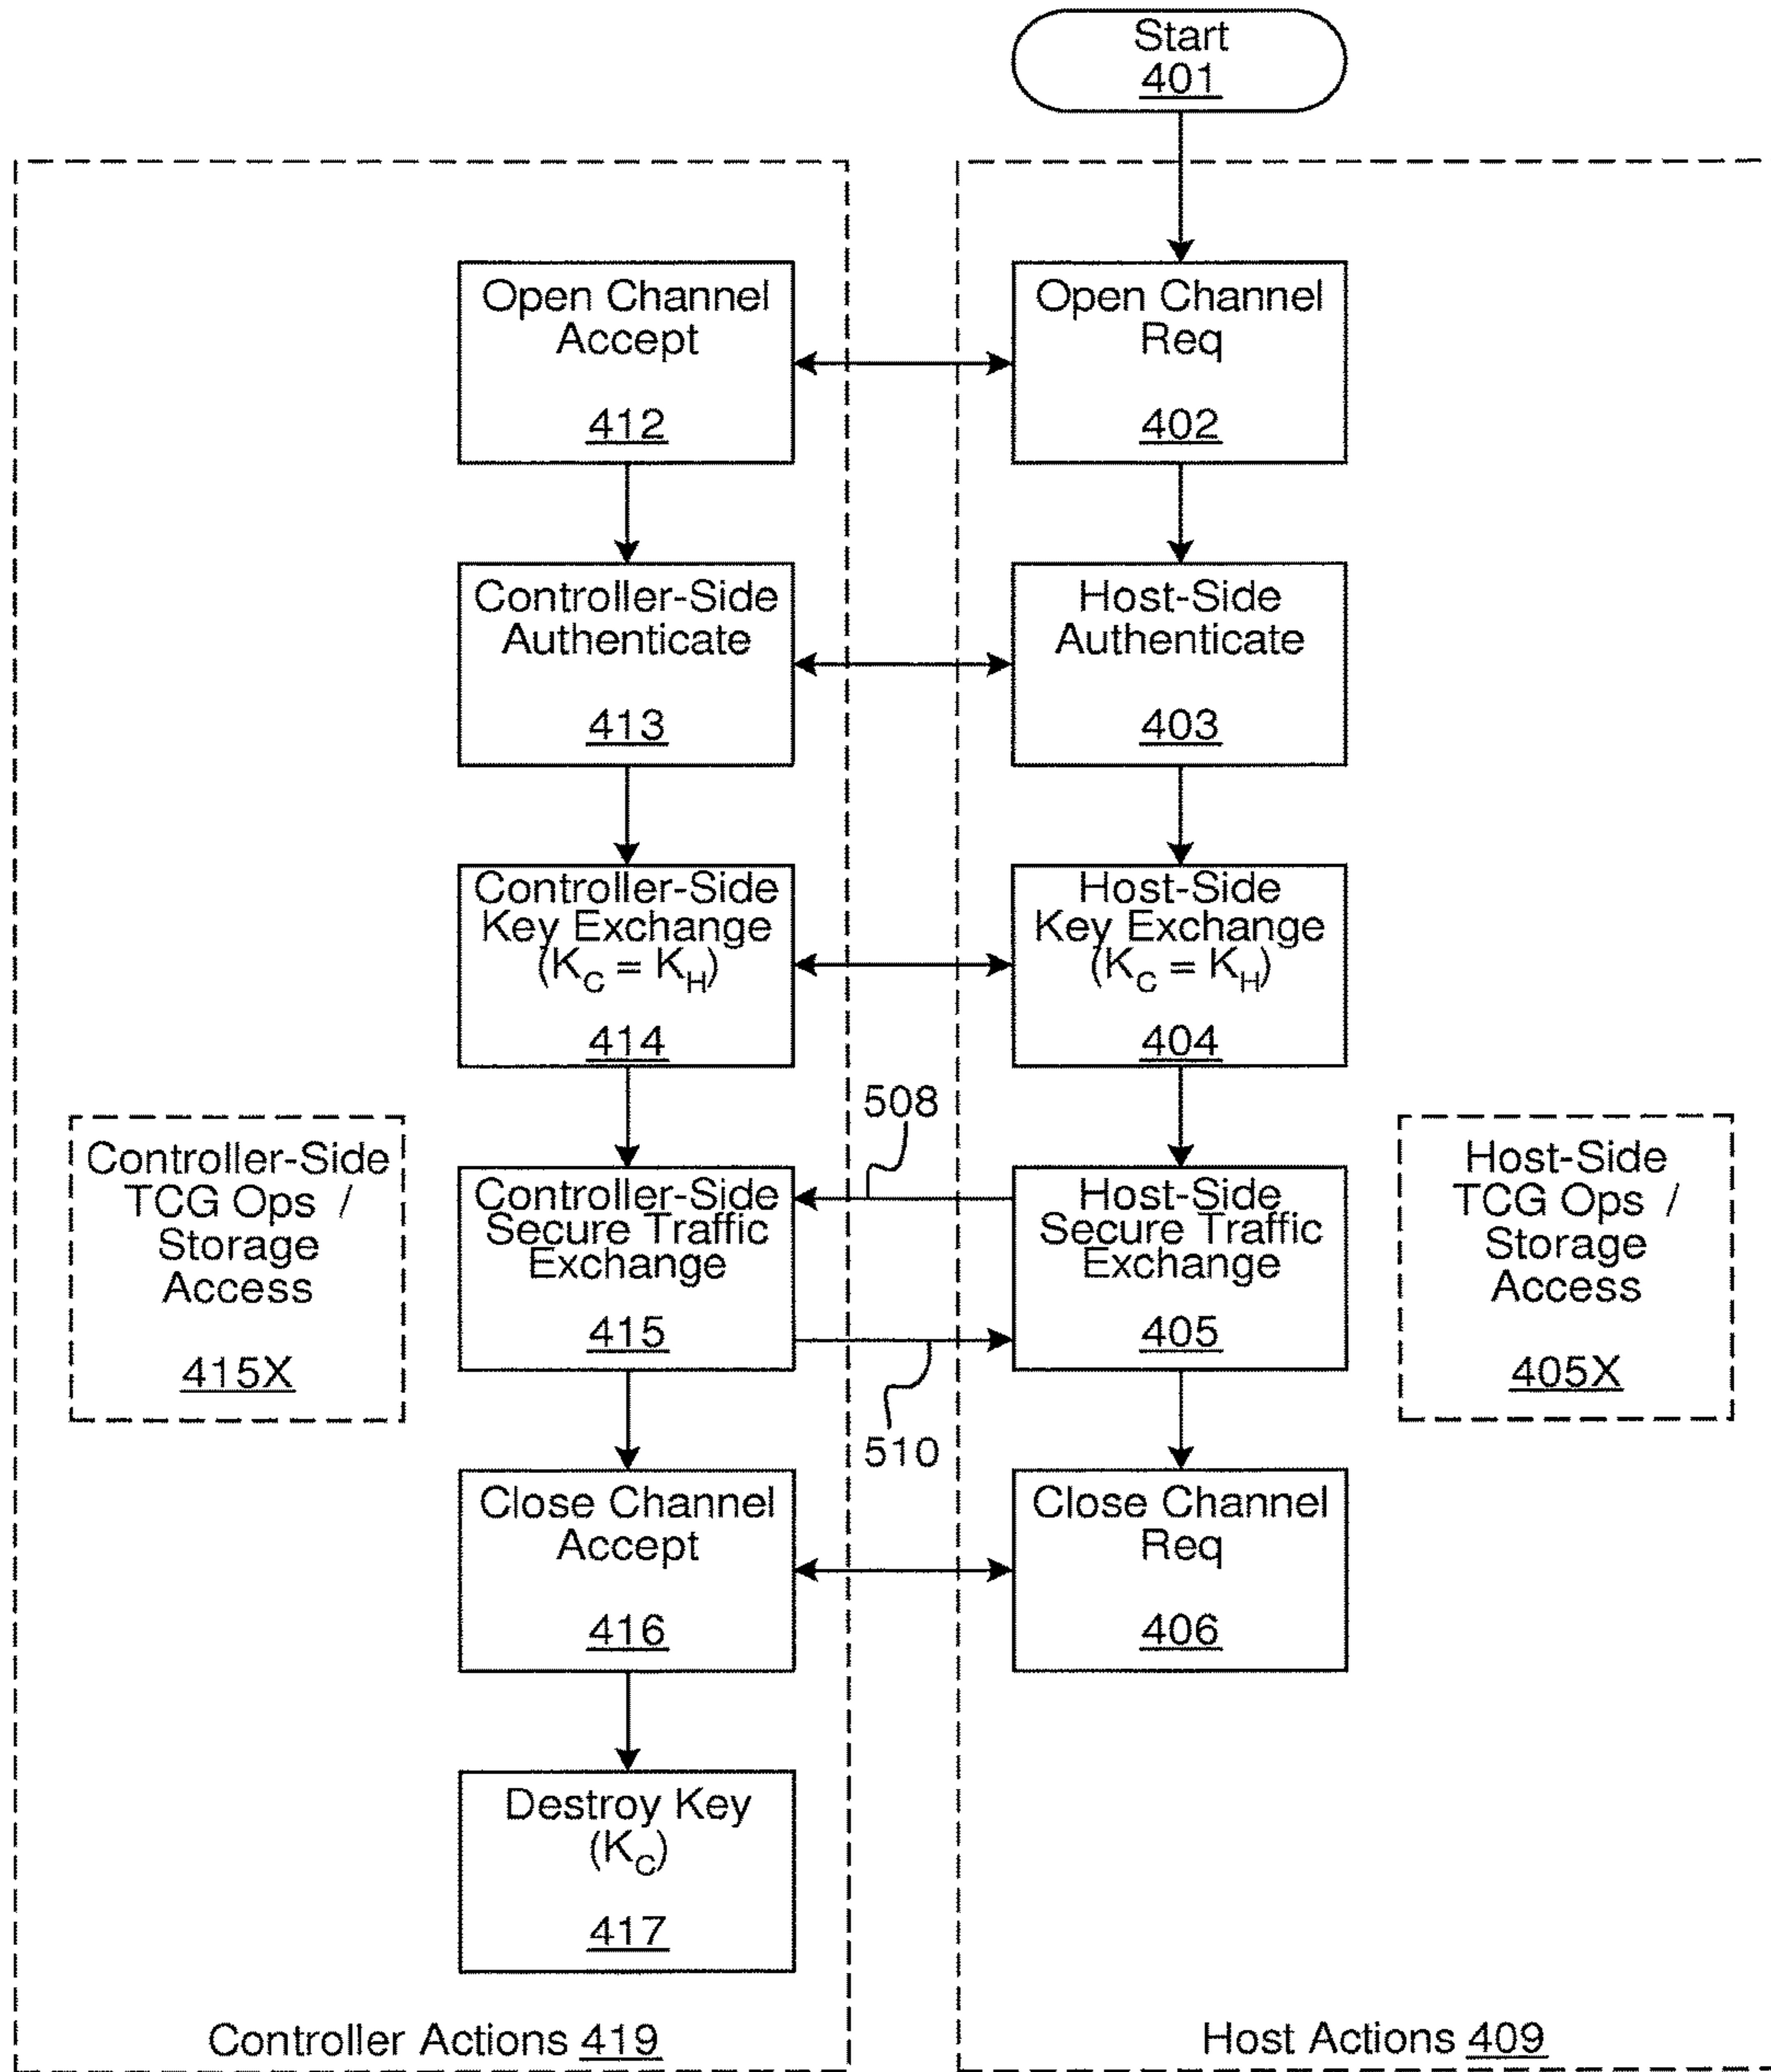 Start
401
Open Channel
Accept
412
Open Channel
Req
402
Controller-Side
Authenticate
413
Host-Side
Authenticate
403
Controller-Side
Key Exchange
(KC = KH)
414
Host-Side
Key Exchange
(KC = KH)
404
508
Controller-Side
TCG Ops /
Storage
Access
415X
Controller-Side
Secure Traffic
Exchange
415
Host-Side
Secure Traffic
Exchange
405
Host-Side
TCG Ops /
Storage
Access
405X
510
Close Channel
Accept
416
Close Channel
Req
406
Destroy Key
(KC)
417
Controller Actions 419
Host Actions 409